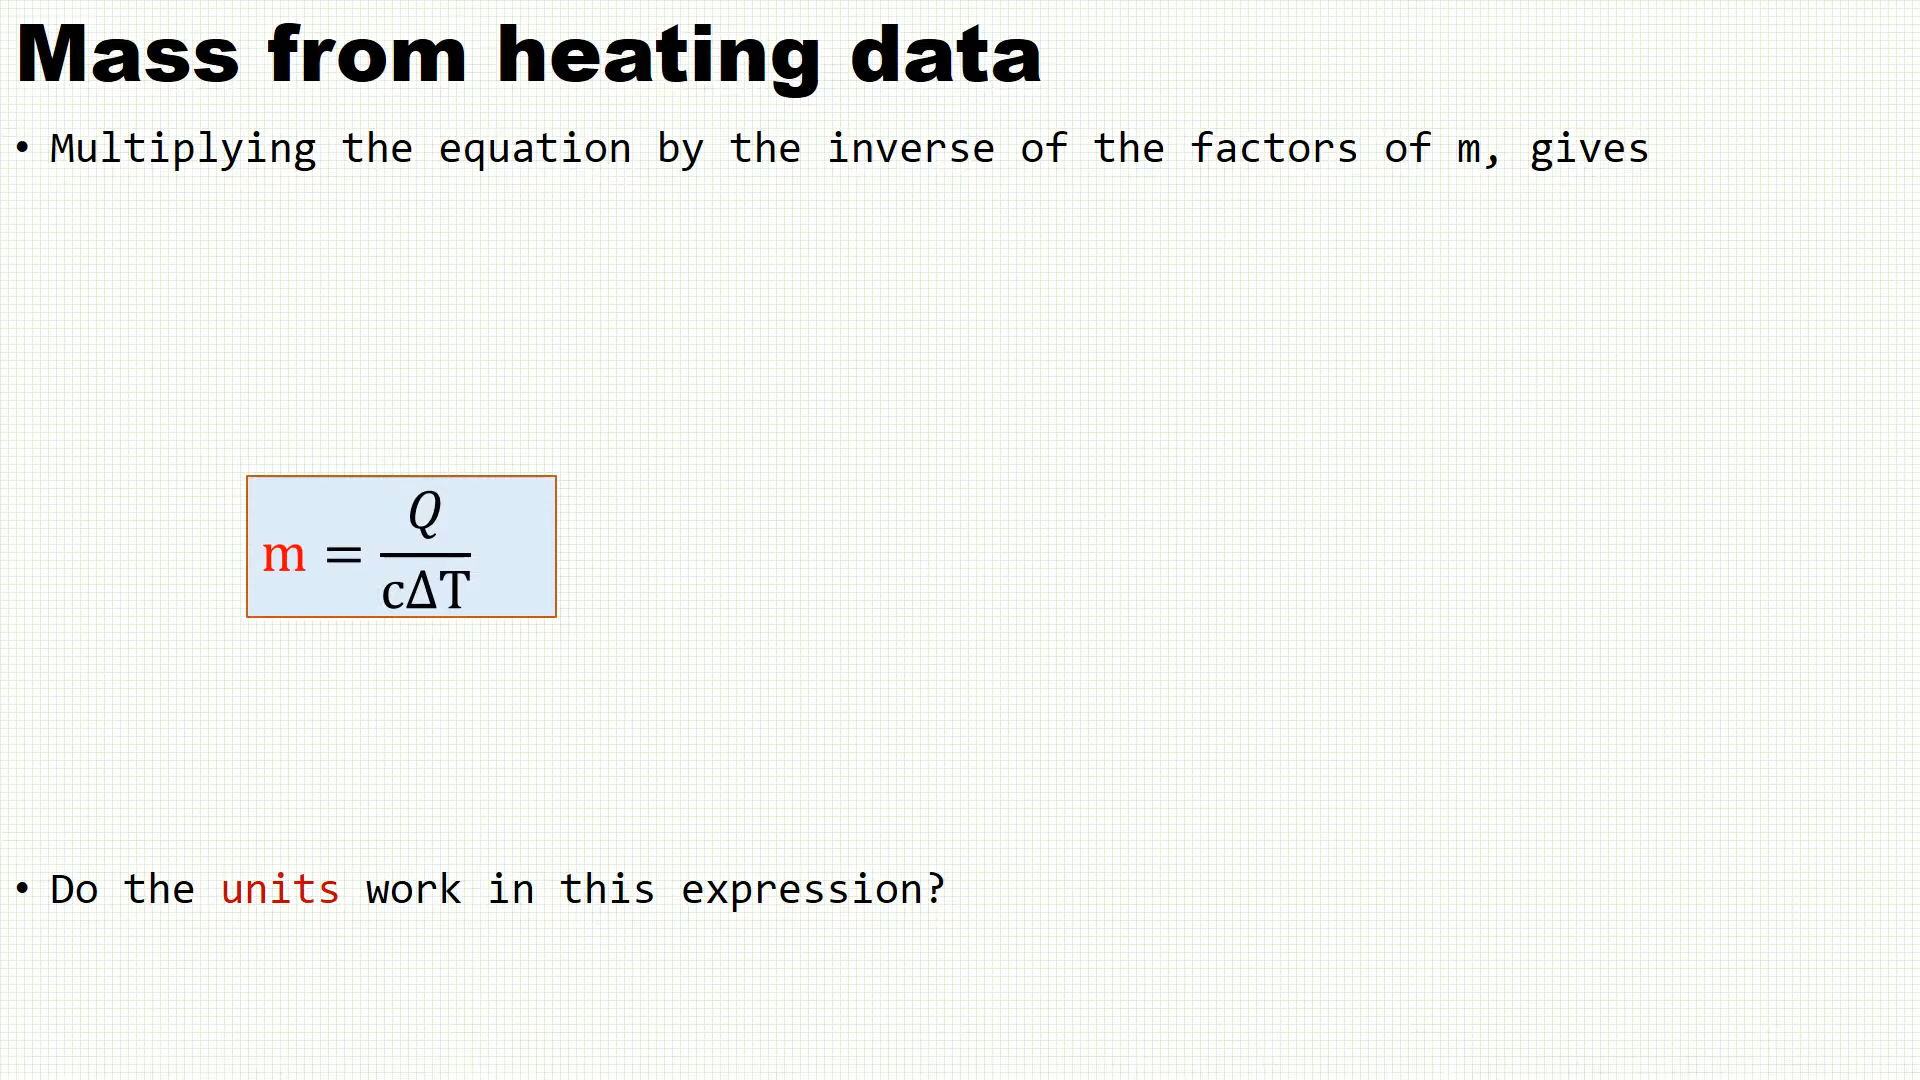 Mass from heating data
• Multiplying the equation by the inverse of the factors of m, gives
m = Q / cΔT
• Do the units work in this expression?